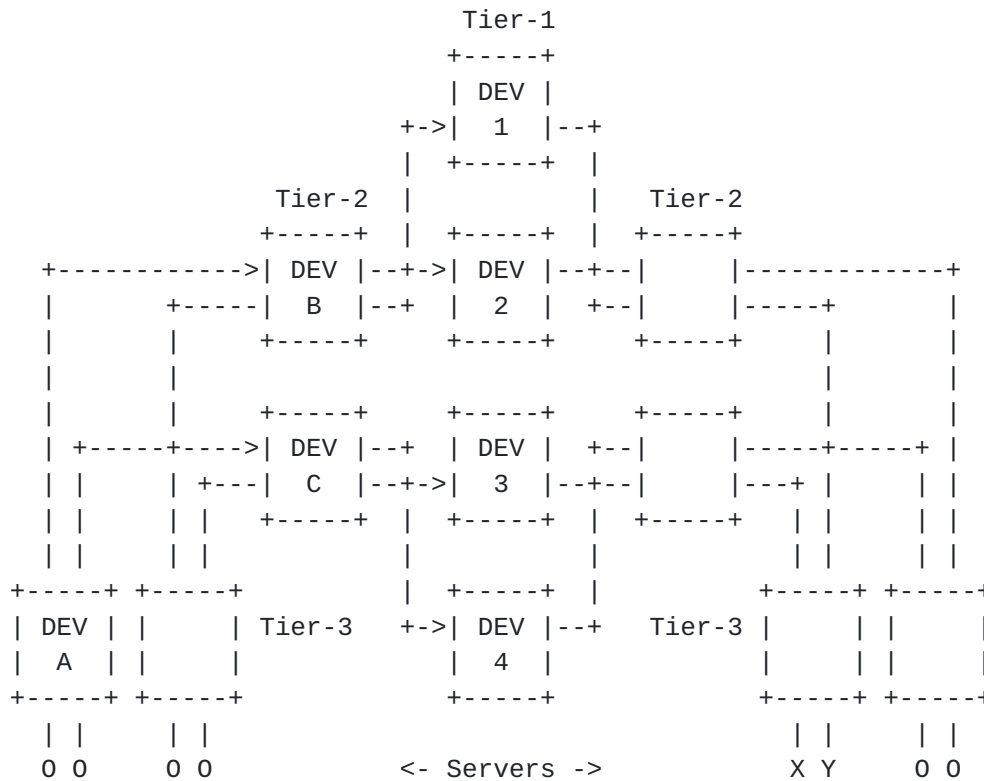 Tier-1
DEV
1
Tier-2 Tier-2
DEV DEV
B 2
DEV DEV
C 3
DEV Tier-3 DEV Tier-3
A 4
O O O O <- Servers -> X Y O O